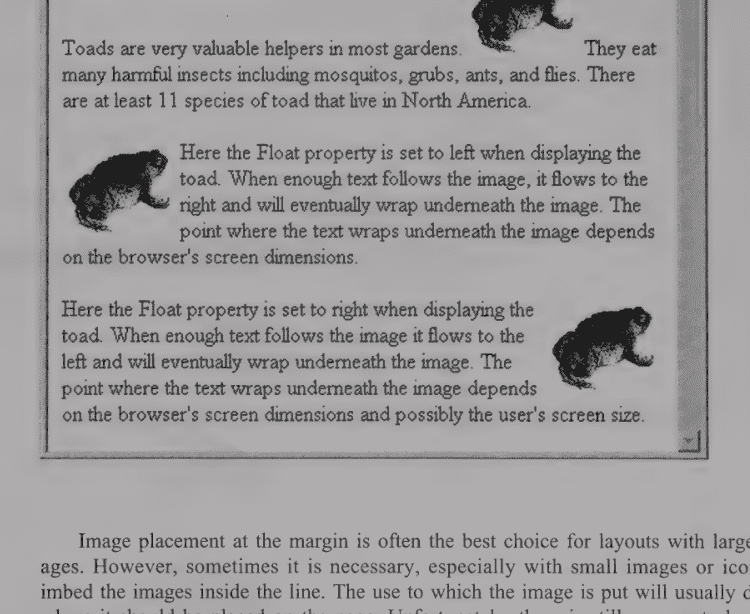 Toads are very valuable helpers in most gardens. They eat
many harmful insects including mosquitos, grubs, ants, and flies. There
are at least 11 species of toad that live in North America.
Here the Float property is set to left when displaying the
toad. When enough text follows the image, it flows to the
right and will eventually wrap underneath the image. The
point where the text wraps underneath the image depends
on the browser's screen dimensions.
Here the Float property is set to right when displaying the
toad. When enough text follows the image it flows to the
left and will eventually wrap underneath the image. The
point where the text wraps underneath the image depends
on the browser's screen dimensions and possibly the user's screen size.
Image placement at the margin is often the best choice for layouts with large
ages. However, sometimes it is necessary, especially with small images or ico
imbed the images inside the line. The use to which the image is put will usually